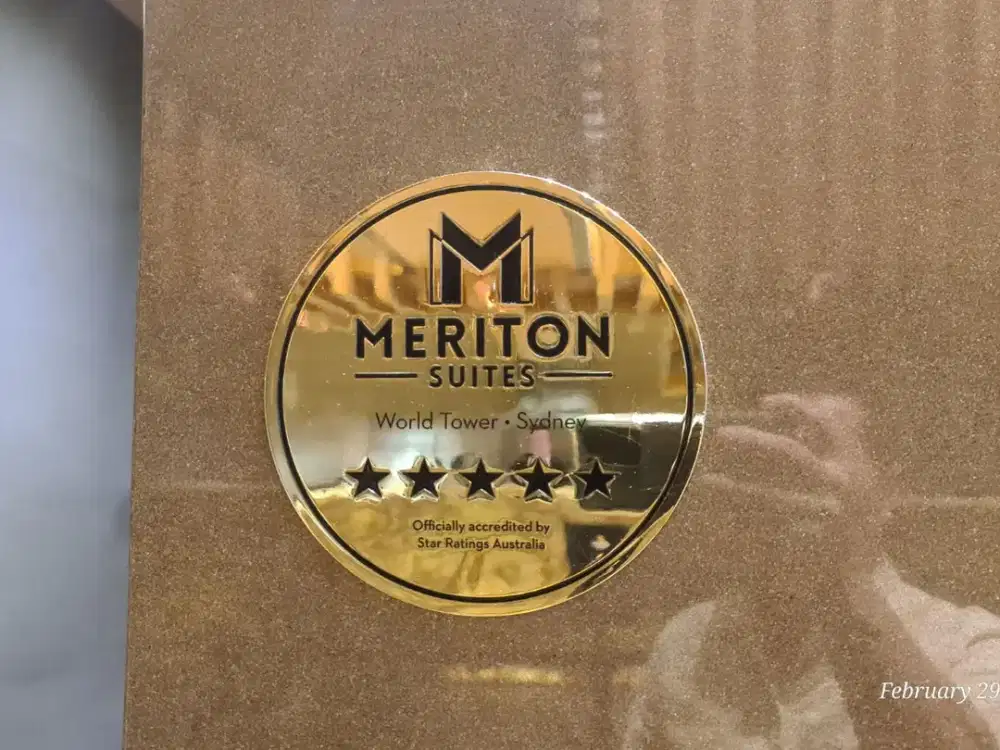 MERITON
SUITES
World Tower • Sydney
Officially accredited by
Star Ratings Australia
February 29